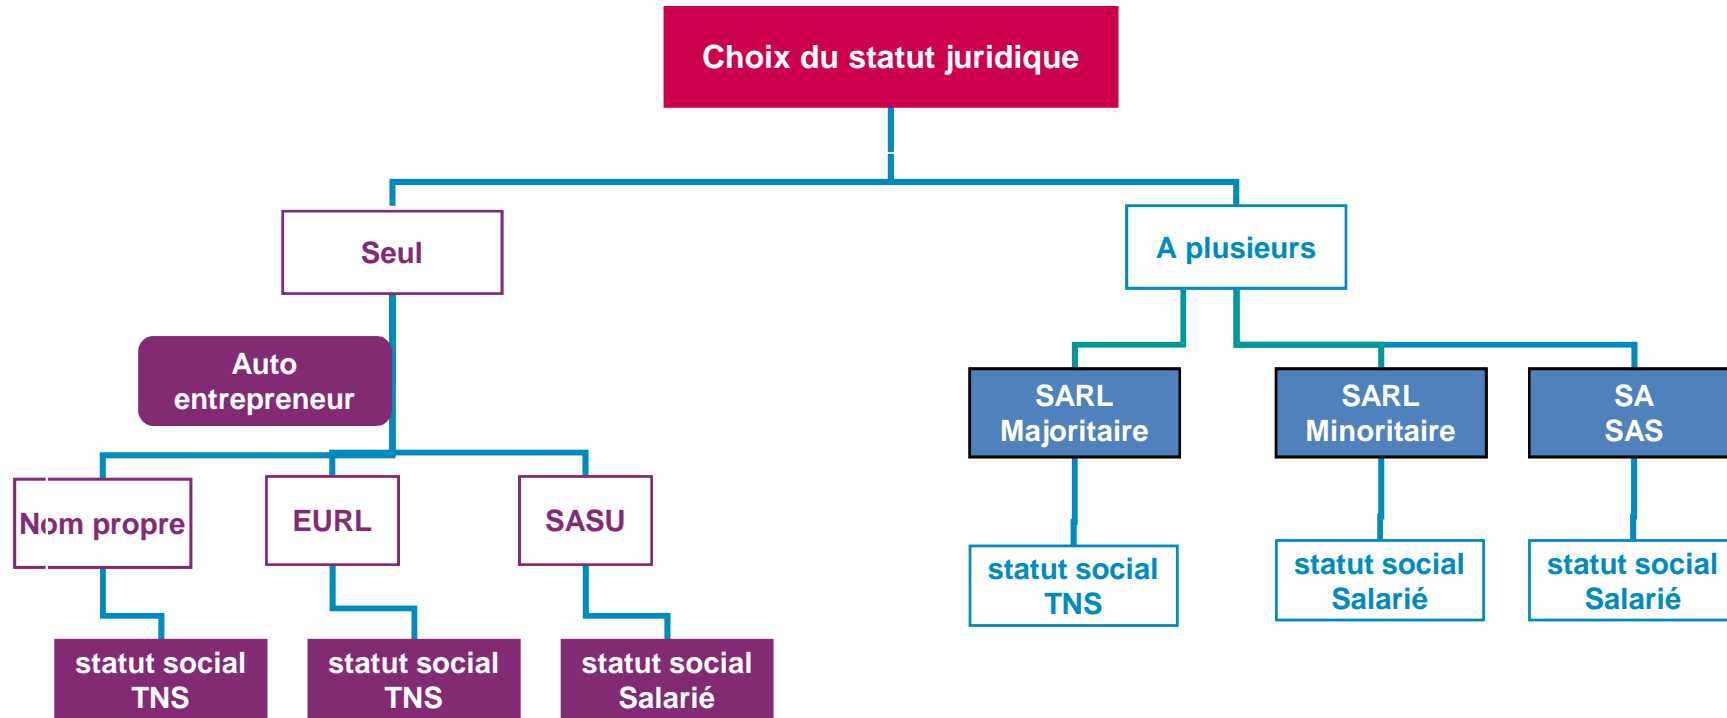 Choix du statut juridique
Seul
A plusieurs
Auto
entrepreneur
SARL
Majoritaire
SARL
Minoritaire
SA
SAS
Nom propre
EURL
SASU
statut social
TNS
statut social
Salarié
statut social
Salarié
statut social
TNS
statut social
TNS
statut social
Salarié